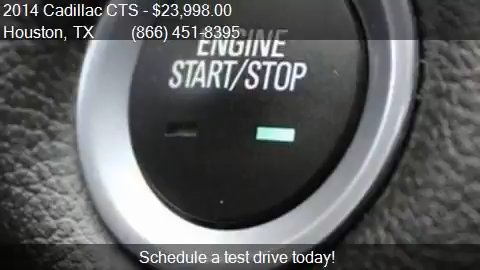 2014 Cadillac CTS - $23,998.00
Houston, TX (866) 451-8395
ENGINE
START/STOP
Schedule a test drive today!